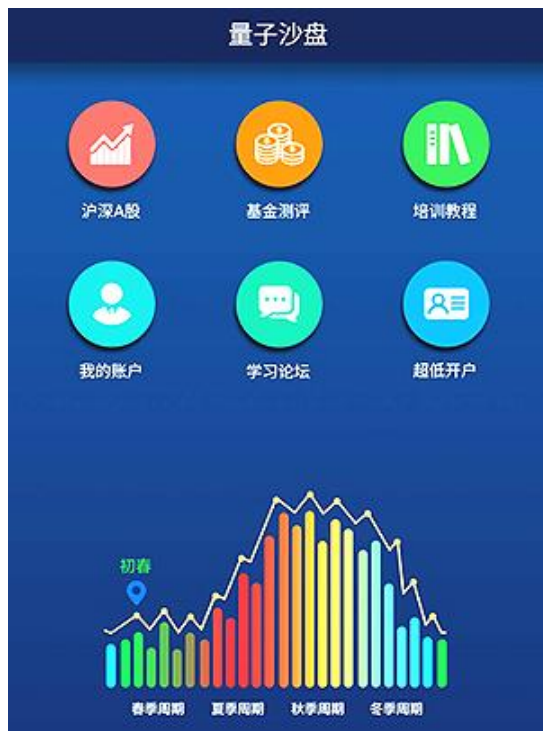 量子沙盘
沪深A股 基金测评 培训教程
我的账户 学习论坛 超低开户
初春
春季周期 夏季周期 秋季周期 冬季周期